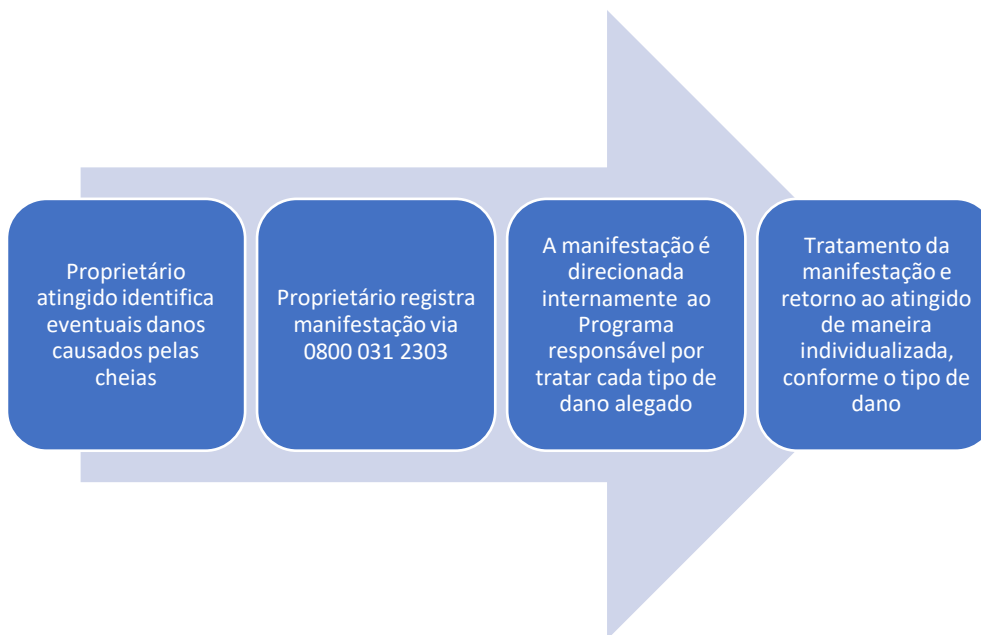 Proprietário
atingido identifica
eventuais danos
causados pelas
cheias
Proprietário registra
manifestação via
0800 031 2303
A manifestação é
direcionada
internamente ao
Programa
responsável por
tratar cada tipo de
dano alegado
Tratamento da
manifestação e
retorno ao atingido
de maneira
individualizada,
conforme o tipo de
dano